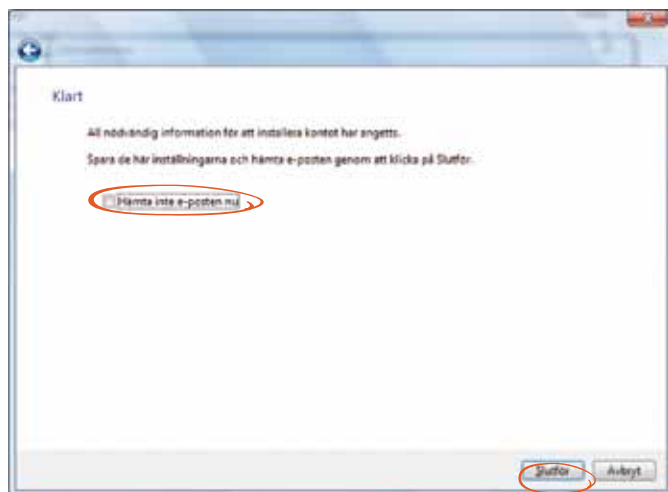 Klart
All nödvändig information för att installera kontot har angetts.
Spara de här inställningarna och hämta e-posten genom att klicka på Slutför.
Hämta inte e-posten nu
Slutför
Avbryt